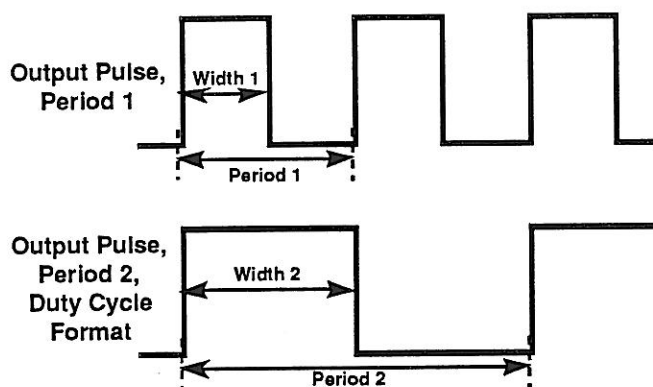 Output Pulse,
Period 1
Width 1
Period 1
Output Pulse,
Period 2,
Duty Cycle
Format
Width 2
Period 2